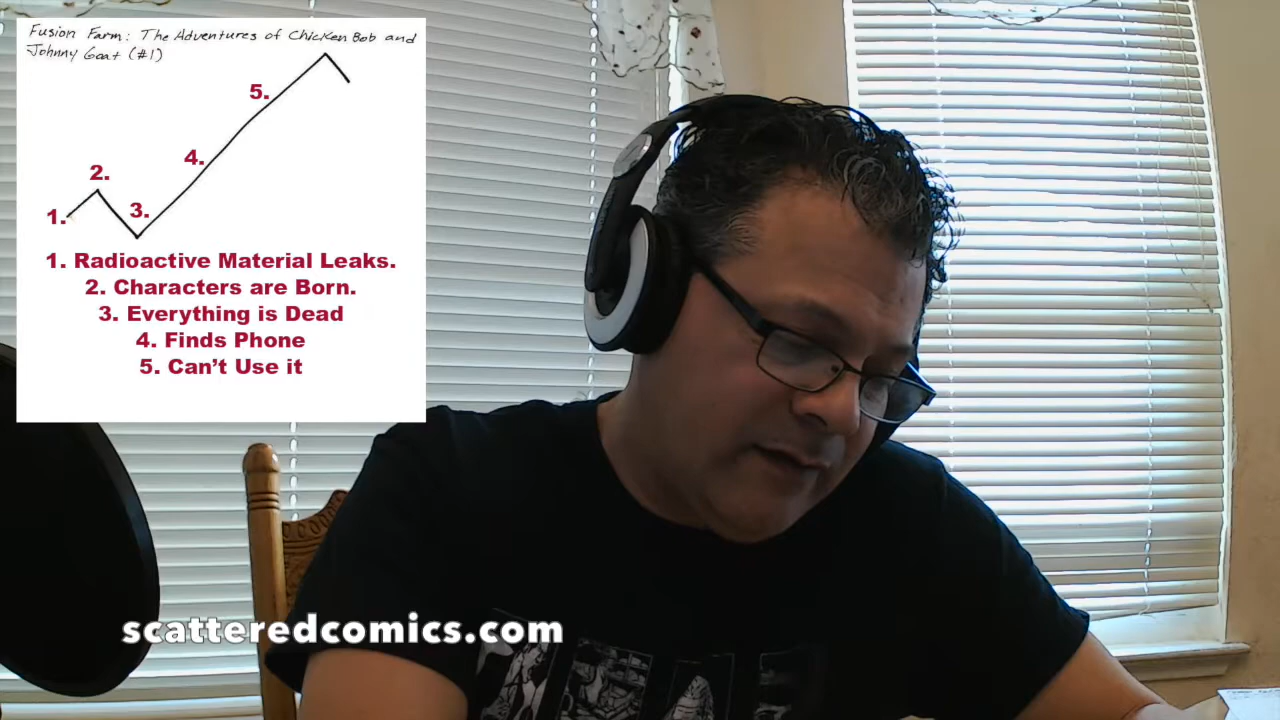 Fusion Farm: The Adventures of Chicken Bob and
Johnny Goat (#1)
5.
4.
2.
3.
1.
1. Radioactive Material Leaks.
2. Characters are Born.
3. Everything is Dead
4. Finds Phone
5. Can’t Use it
scatteredcomics.com